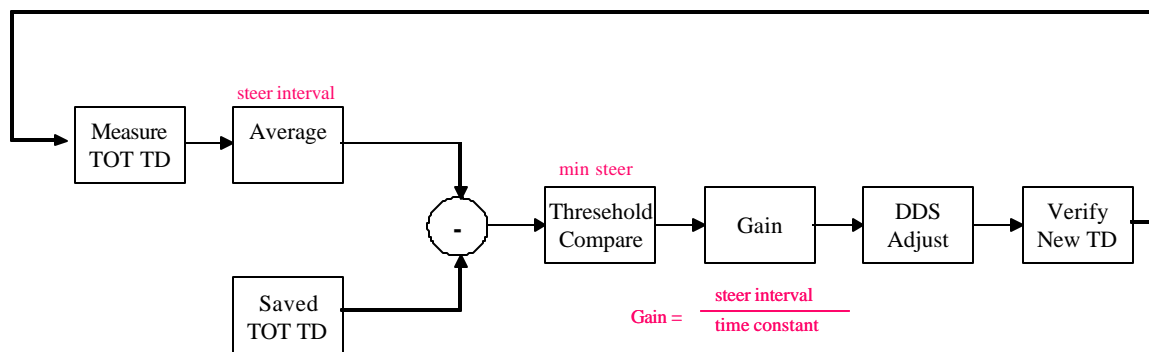 steer interval
Measure
TOT TD
Average
min steer
-
Thresehold
Compare
Gain
DDS
Adjust
Verify
New TD
Saved
TOT TD
Gain =
steer interval
time constant